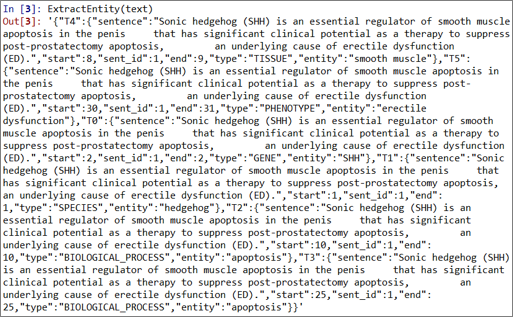 In [3]: ExtractEntity(text)
Out[3]: '{"T4":{"sentence":"Sonic hedgehog (SHH) is an essential regulator of smooth muscle
apoptosis in the penis    that has significant clinical potential as a therapy to suppress
post-prostatectomy apoptosis,        an underlying cause of erectile dysfunction
(ED).","start":8,"sent_id":1,"end":9,"type":"TISSUE","entity":"smooth muscle"},"T5":
{"sentence":"Sonic hedgehog (SHH) is an essential regulator of smooth muscle apoptosis in
the penis    that has significant clinical potential as a therapy to suppress post-
prostatectomy apoptosis,        an underlying cause of erectile dysfunction
(ED).","start":30,"sent_id":1,"end":31,"type":"PHENOTYPE","entity":"erectile
dysfunction"},"T0":{"sentence":"Sonic hedgehog (SHH) is an essential regulator of smooth
muscle apoptosis in the penis    that has significant clinical potential as a therapy to
suppress post-prostatectomy apoptosis,        an underlying cause of erectile dysfunction
(ED).","start":2,"sent_id":1,"end":2,"type":"GENE","entity":"SHH"},"T1":{"sentence":"Sonic
hedgehog (SHH) is an essential regulator of smooth muscle apoptosis in the penis    that
has significant clinical potential as a therapy to suppress post-prostatectomy apoptosis,
an underlying cause of erectile dysfunction (ED).","start":1,"sent_id":1,"end":
1,"type":"SPECIES","entity":"hedgehog"},"T2":{"sentence":"Sonic hedgehog (SHH) is an
essential regulator of smooth muscle apoptosis in the penis    that has significant
clinical potential as a therapy to suppress post-prostatectomy apoptosis,        an
underlying cause of erectile dysfunction (ED).","start":10,"sent_id":1,"end":
10,"type":"BIOLOGICAL_PROCESS","entity":"apoptosis"},"T3":{"sentence":"Sonic hedgehog (SHH)
is an essential regulator of smooth muscle apoptosis in the penis    that has significant
clinical potential as a therapy to suppress post-prostatectomy apoptosis,        an
underlying cause of erectile dysfunction (ED).","start":25,"sent_id":1,"end":
25,"type":"BIOLOGICAL_PROCESS","entity":"apoptosis"}}'